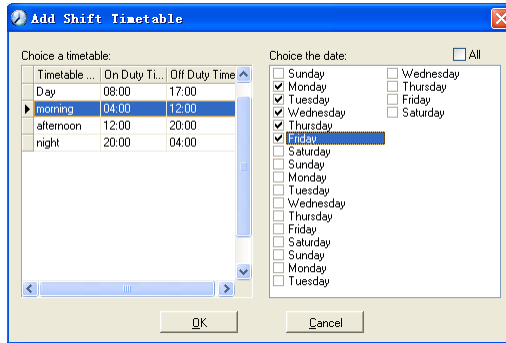 Add Shift Timetable
Choice a timetable:
Timetable ... On Duty Ti... Off Duty Time
Day 08:00 17:00
morning 04:00 12:00
afternoon 12:00 20:00
night 20:00 04:00
Choice the date:
All
Sunday
Monday
Tuesday
Wednesday
Thursday
Friday
Saturday
Sunday
Monday
Tuesday
Wednesday
Thursday
Friday
Saturday
Sunday
Monday
Tuesday
Wednesday
Thursday
Friday
Saturday
OK
Cancel